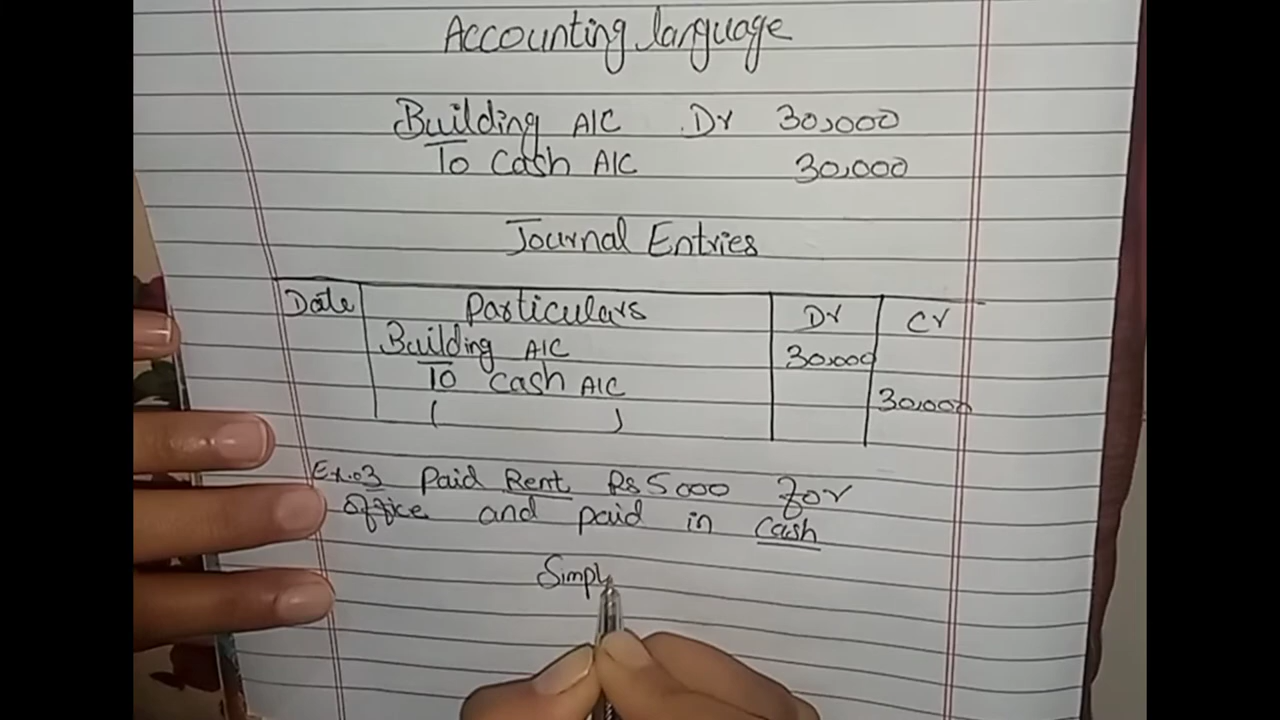 Accounting language
Building A/C Dr 30,000
To Cash A/C 30,000
Journal Entries
Date Particulars Dr Cr
Building A/C 30,000
To Cash A/C 30,000
( )
Ex.03 Paid Rent Rs 5000 for
office and paid in cash
Simpl